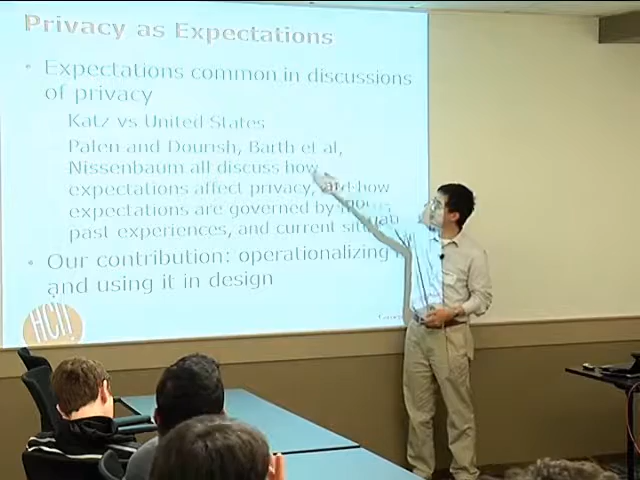 Privacy as Expectations
• Expectations common in discussions
of privacy
Katz vs United States
Palen and Dourish, Barth et al,
Nissenbaum all discuss how
expectations affect privacy, and how
expectations are governed by
past experiences, and current
• Our contribution: operationalizing
and using it in design
HCII